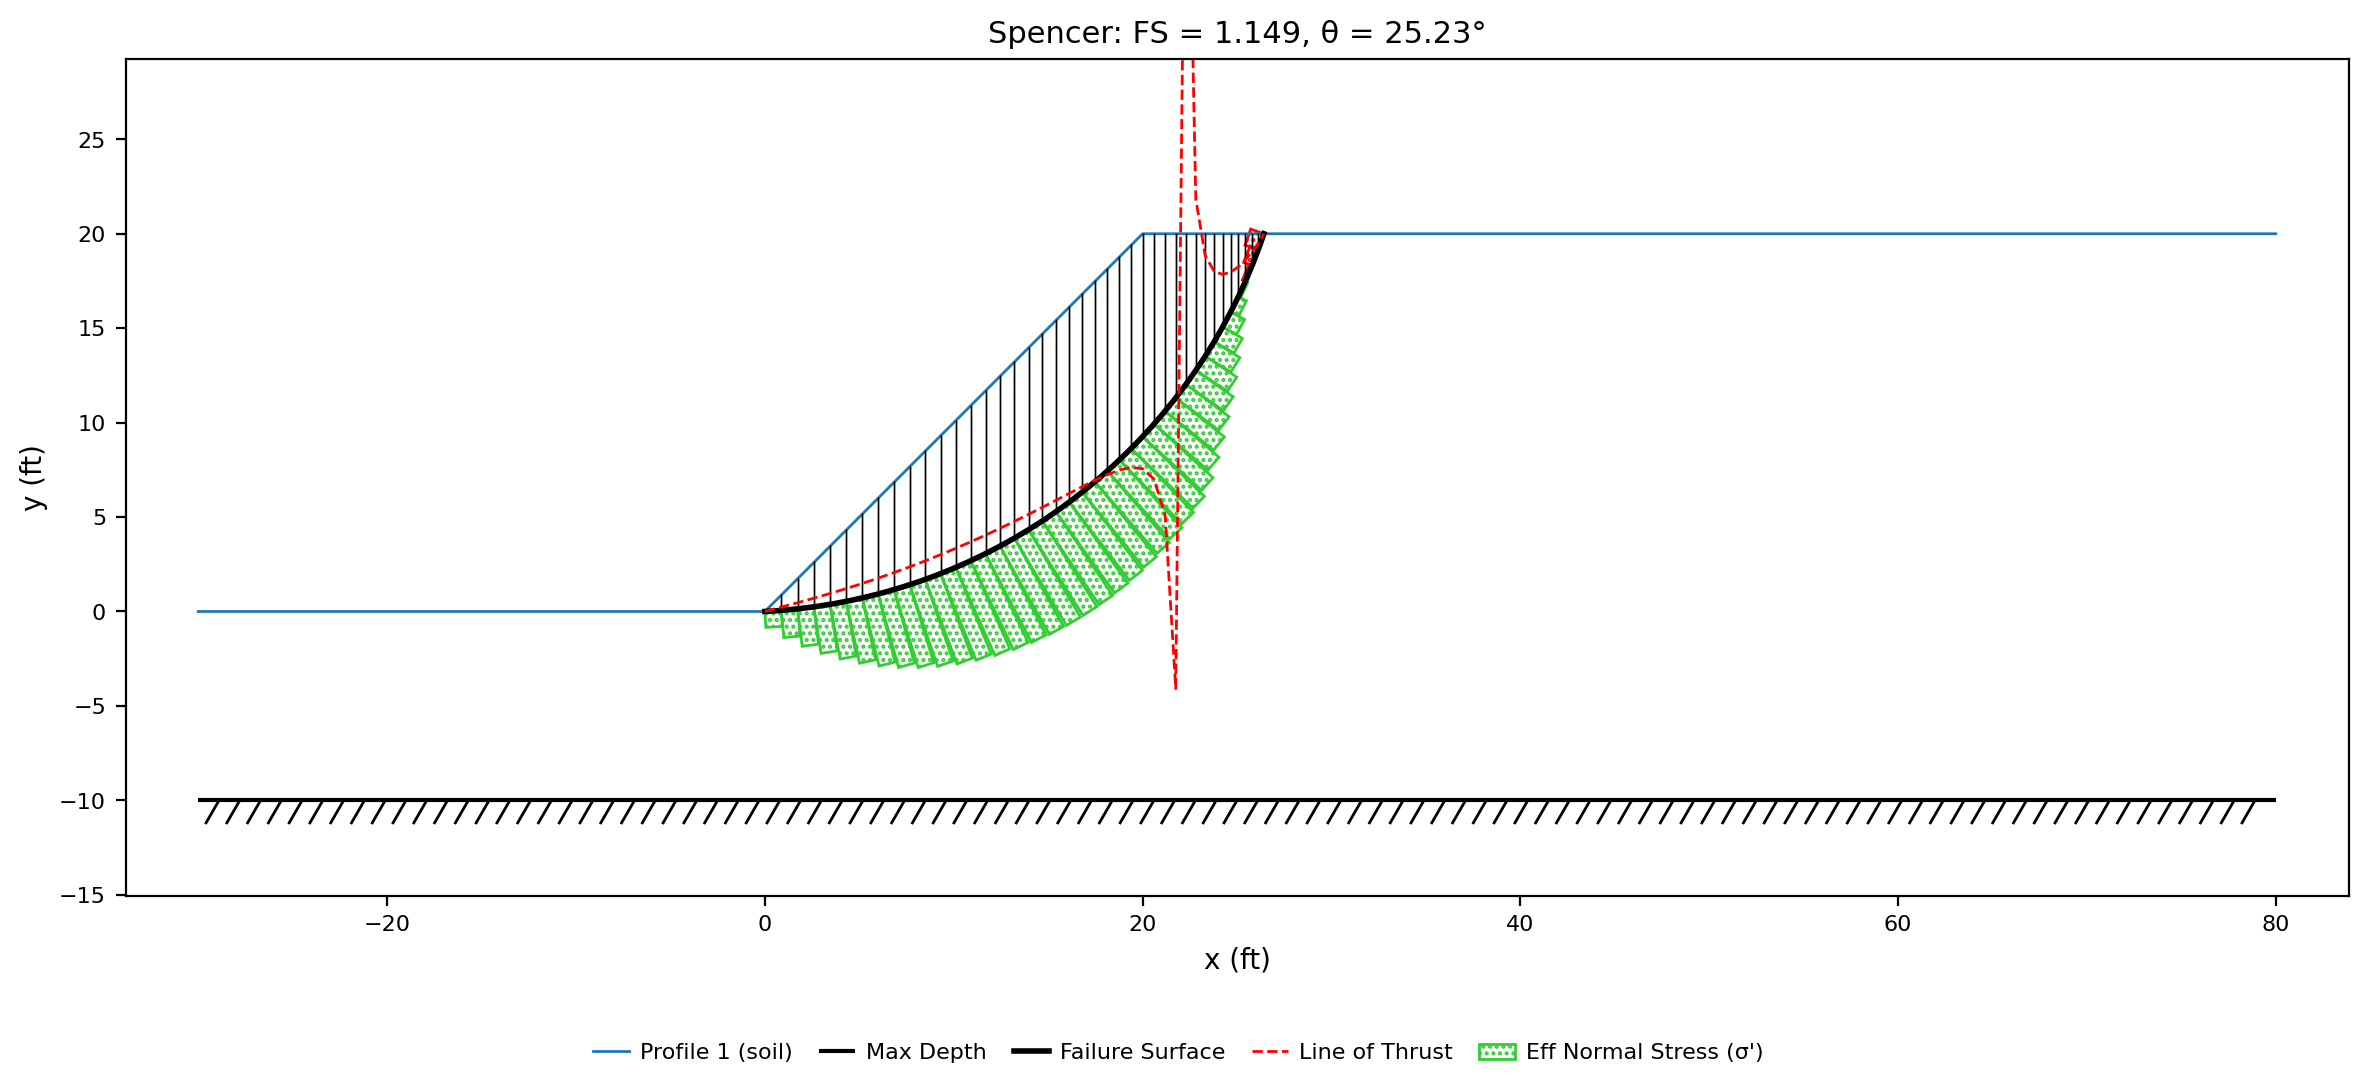 Spencer: FS = 1.149, θ = 25.23°
y (ft)
25
20
15
10
5
0
−5
−10
−15
−20
0
20
40
60
80
x (ft)
Profile 1 (soil)
Max Depth
Failure Surface
Line of Thrust
Eff Normal Stress (σ')